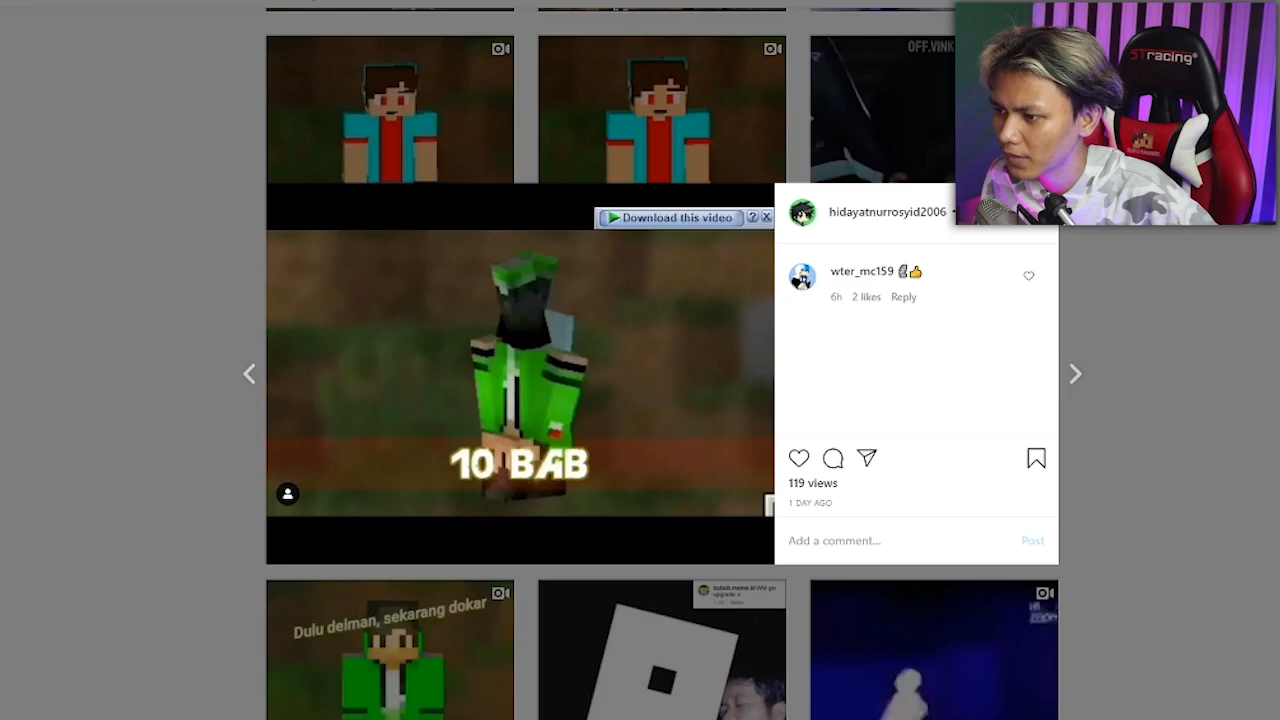 OFF.VINK
STracing
Download this video
hidayatnurrosyid2006
wter_mc159
6h 2 likes Reply
10 BAB
119 views
1 DAY AGO
Add a comment... Post
Dulu delman, sekarang dokar